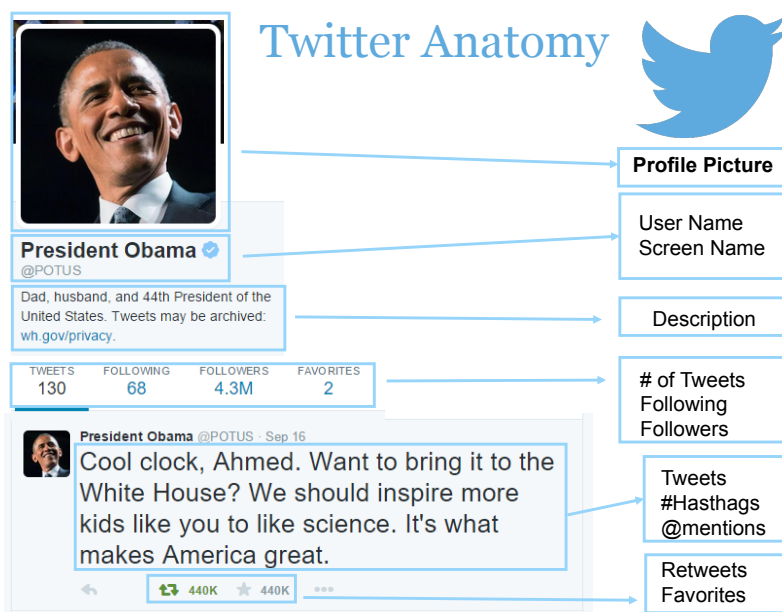 Twitter Anatomy
Profile Picture
President Obama
@POTUS
User Name
Screen Name
Dad, husband, and 44th President of the
United States. Tweets may be archived:
wh.gov/privacy.
Description
TWEETS FOLLOWING FOLLOWERS FAVORITES
130 68 4.3M 2
# of Tweets
Following
Followers
President Obama @POTUS · Sep 16
Cool clock, Ahmed. Want to bring it to the
White House? We should inspire more
kids like you to like science. It's what
makes America great.
Tweets
#Hasthags
@mentions
440K 440K
Retweets
Favorites